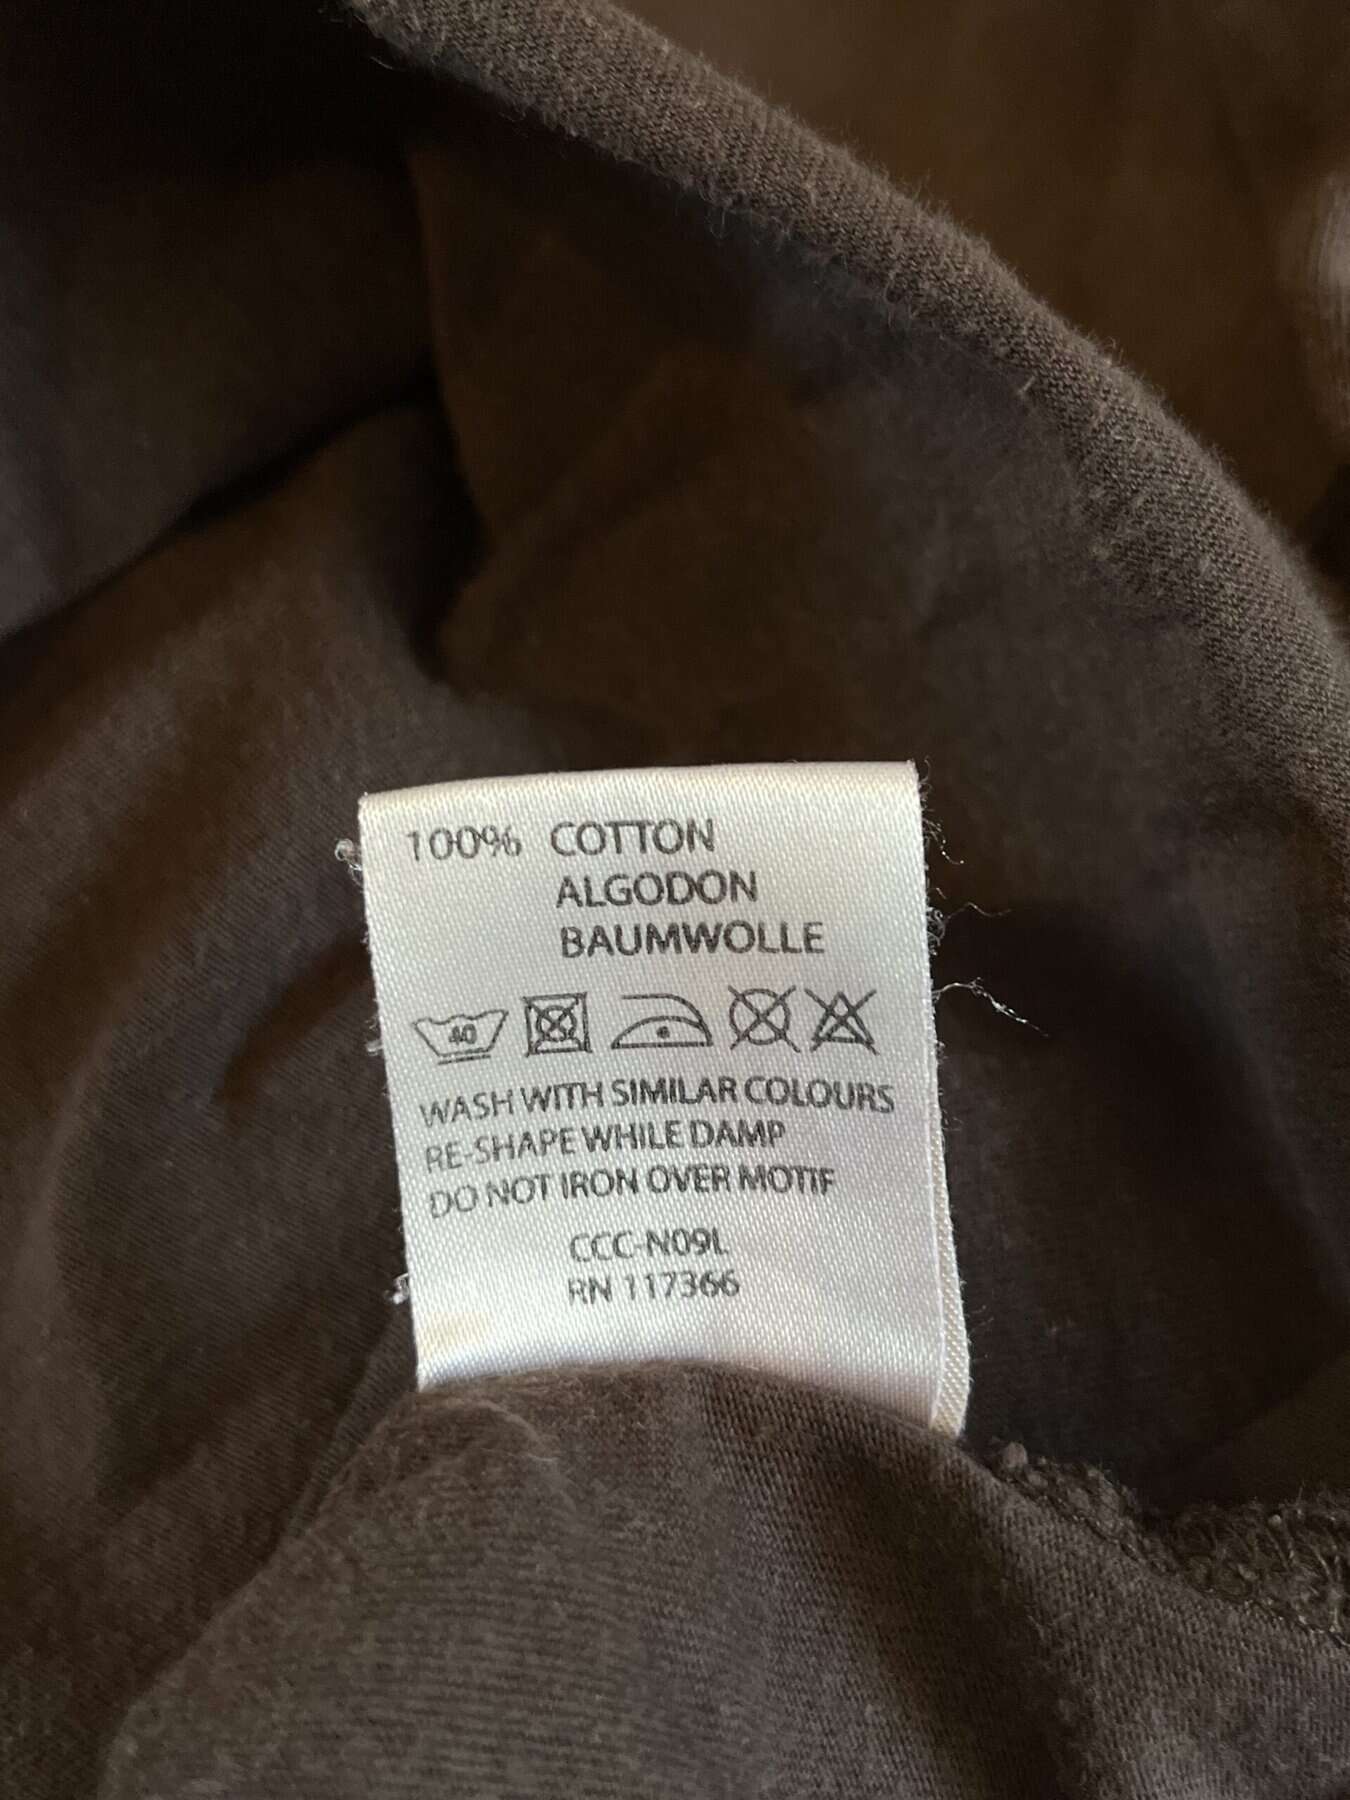 100% COTTON
ALGODON
BAUMWOLLE
40
WASH WITH SIMILAR COLOURS
RE-SHAPE WHILE DAMP
DO NOT IRON OVER MOTIF
CCC-N09L
RN 117366